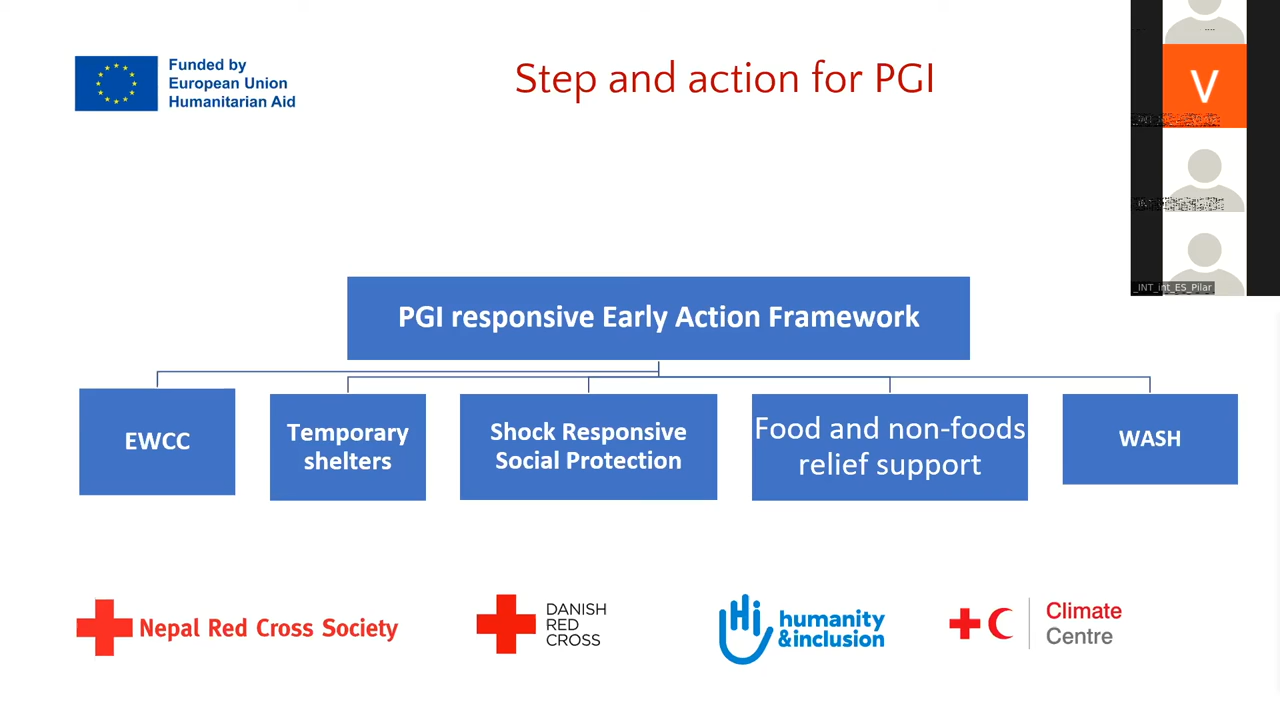 Funded by
European Union
Humanitarian Aid
Step and action for PGI
V
_INT_int_ES_Pilar
PGI responsive Early Action Framework
EWCC
Temporary
shelters
Shock Responsive
Social Protection
Food and non-foods
relief support
WASH
Nepal Red Cross Society
DANISH
RED
CROSS
Hi
humanity
&inclusion
Climate
Centre